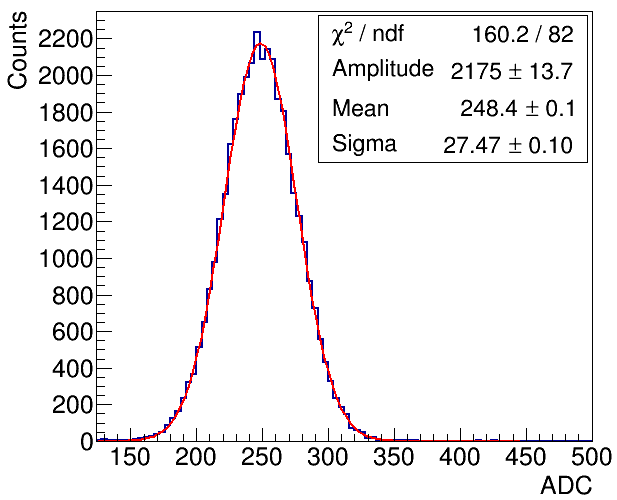 Counts
2200
2000
1800
1600
1400
1200
1000
800
600
400
200
0
χ² / ndf 160.2 / 82
Amplitude 2175 ± 13.7
Mean 248.4 ± 0.1
Sigma 27.47 ± 0.10
150 200 250 300 350 400 450 500
ADC